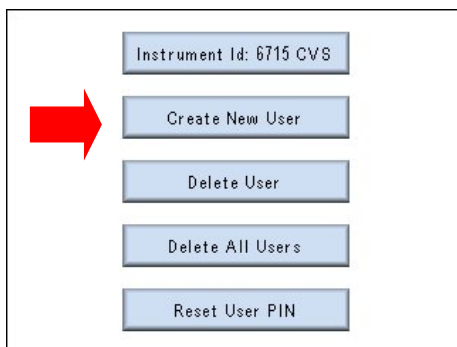 Instrument Id: 6715 CVS
Create New User
Delete User
Delete All Users
Reset User PIN